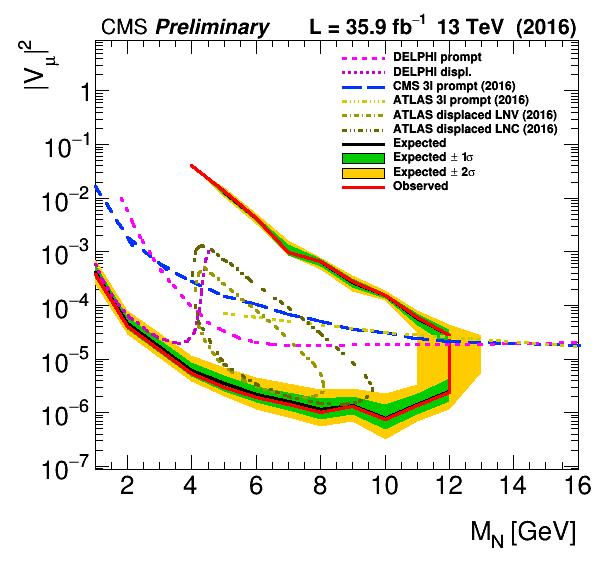 CMS Preliminary L = 35.9 fb⁻¹ 13 TeV (2016)
|Vμ|²
DELPHI prompt
DELPHI displ.
CMS 3l prompt (2016)
ATLAS 3l prompt (2016)
ATLAS displaced LNV (2016)
ATLAS displaced LNC (2016)
Expected
Expected ± 1σ
Expected ± 2σ
Observed
1
10⁻¹
10⁻²
10⁻³
10⁻⁴
10⁻⁵
10⁻⁶
10⁻⁷
2 4 6 8 10 12 14 16
M_N [GeV]